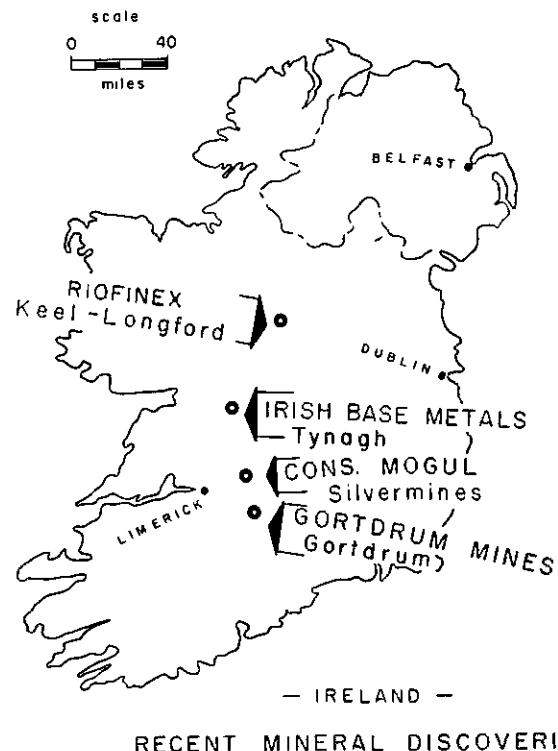 scale
0 40
miles
BELFAST
RIOFINEX
Keel-Longford
DUBLIN
IRISH BASE METALS
Tynagh
CONS. MOGUL
Silvermines
LIMERICK
GORTDRUM MINES
Gortdrum
— IRELAND —
RECENT MINERAL DISCOVERI